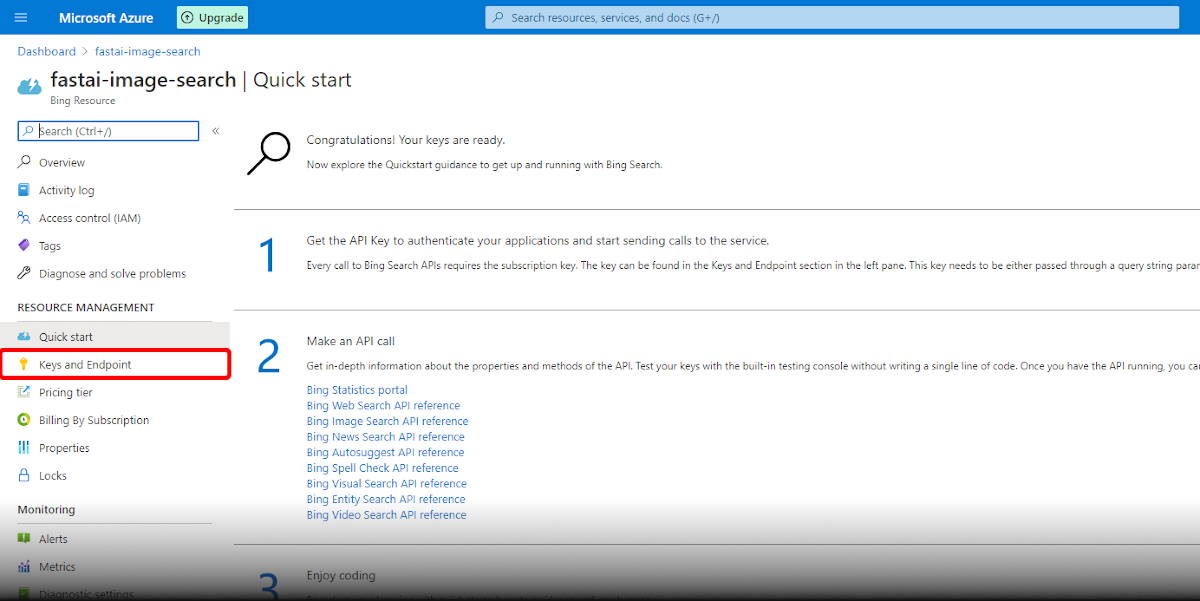 Microsoft Azure
Upgrade
Search resources, services, and docs (G+/)
Dashboard > fastai-image-search
fastai-image-search | Quick start
Bing Resource
Search (Ctrl+/)
«
Overview
Activity log
Access control (IAM)
Tags
Diagnose and solve problems
RESOURCE MANAGEMENT
Quick start
Keys and Endpoint
Pricing tier
Billing By Subscription
Properties
Locks
Monitoring
Alerts
Metrics
Diagnostic settings
Congratulations! Your keys are ready.
Now explore the Quickstart guidance to get up and running with Bing Search.
1
Get the API Key to authenticate your applications and start sending calls to the service.
Every call to Bing Search APIs requires the subscription key. The key can be found in the Keys and Endpoint section in the left pane. This key needs to be either passed through a query string param
2
Make an API call
Get in-depth information about the properties and methods of the API. Test your keys with the built-in testing console without writing a single line of code. Once you have the API running, you can
Bing Statistics portal
Bing Web Search API reference
Bing Image Search API reference
Bing News Search API reference
Bing Autosuggest API reference
Bing Spell Check API reference
Bing Visual Search API reference
Bing Entity Search API reference
Bing Video Search API reference
3
Enjoy coding